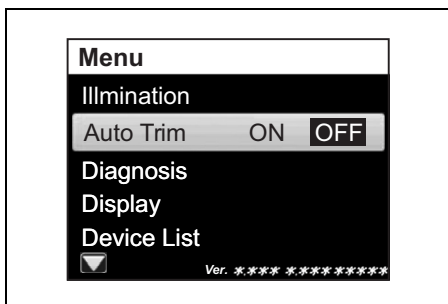 Menu
Illmination
Auto Trim ON OFF
Diagnosis
Display
Device List
Ver. *.*** *.*********